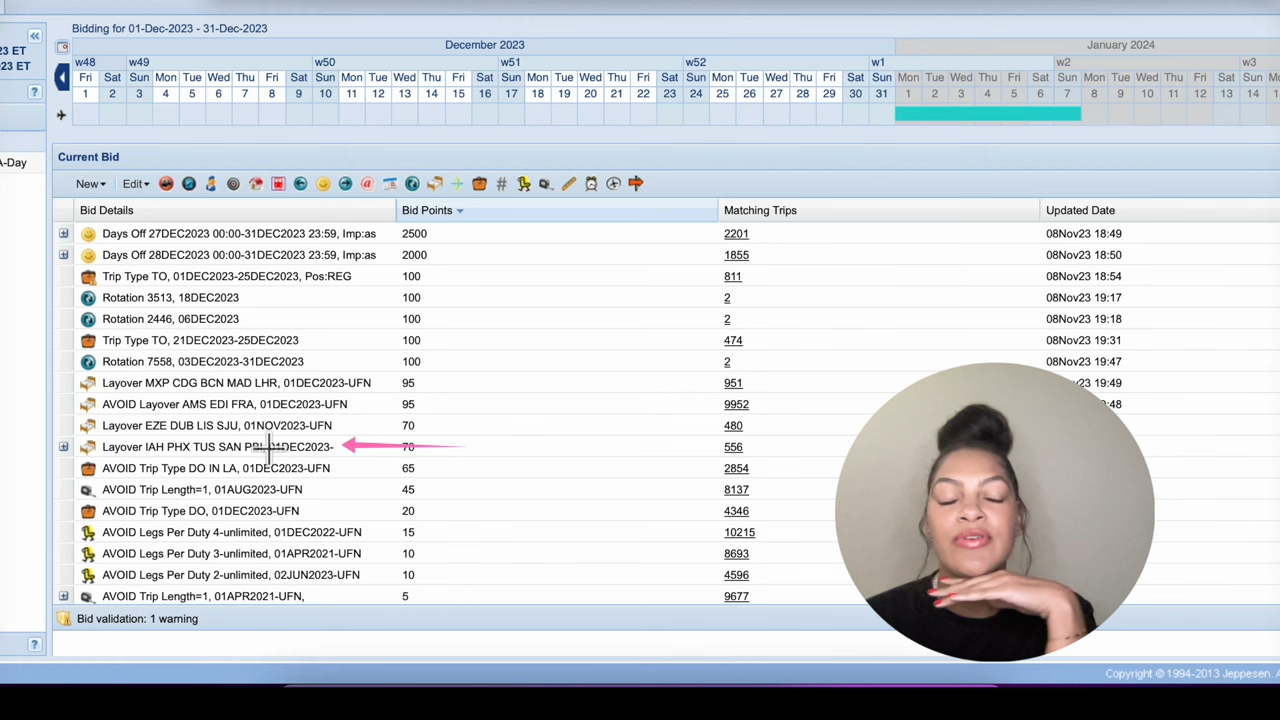 Bidding for 01-Dec-2023 - 31-Dec-2023
23 ET
23 ET
December 2023 January 2024
w48 w49 w50 w51 w52 w1 w2 w3
Fri Sat Sun Mon Tue Wed Thu Fri Sat Sun Mon Tue Wed Thu Fri Sat Sun Mon Tue Wed Thu Fri Sat Sun Mon Tue Wed Thu Fri Sat Sun Mon Tue Wed Thu Fri Sat Sun Mon Tue Wed Thu Fri Sat Sun
1 2 3 4 5 6 7 8 9 10 11 12 13 14 15 16 17 18 19 20 21 22 23 24 25 26 27 28 29 30 31 1 2 3 4 5 6 7 8 9 10 11 12 13 14
?
Current Bid
A-Day
New Edit @ #
Bid Details Bid Points Matching Trips Updated Date
Days Off 27DEC2023 00:00-31DEC2023 23:59, Imp:as 2500 2201 08Nov23 18:49
Days Off 28DEC2023 00:00-31DEC2023 23:59, Imp:as 2000 1855 08Nov23 18:50
Trip Type TO, 01DEC2023-25DEC2023, Pos:REG 100 811 08Nov23 18:54
Rotation 3513, 18DEC2023 100 2 08Nov23 19:17
Rotation 2446, 06DEC2023 100 2 08Nov23 19:18
Trip Type TO, 21DEC2023-25DEC2023 100 474 08Nov23 19:31
Rotation 7558, 03DEC2023-31DEC2023 100 2 08Nov23 19:47
Layover MXP CDG BCN MAD LHR, 01DEC2023-UFN 95 951 19:49
AVOID Layover AMS EDI FRA, 01DEC2023-UFN 95 9952 19:48
Layover EZE DUB LIS SJU, 01NOV2023-UFN 70 480
Layover IAH PHX TUS SAN 01DEC2023- 70 556
AVOID Trip Type DO IN LA, 01DEC2023-UFN 65 2854
AVOID Trip Length=1, 01AUG2023-UFN 45 8137
AVOID Trip Type DO, 01DEC2023-UFN 20 4346
AVOID Legs Per Duty 4-unlimited, 01DEC2022-UFN 15 10215
AVOID Legs Per Duty 3-unlimited, 01APR2021-UFN 10 8693
AVOID Legs Per Duty 2-unlimited, 02JUN2023-UFN 10 4596
AVOID Trip Length=1, 01APR2021-UFN, 5 9677
Bid validation: 1 warning
?
Copyright © 1994-2013 Jeppesen.